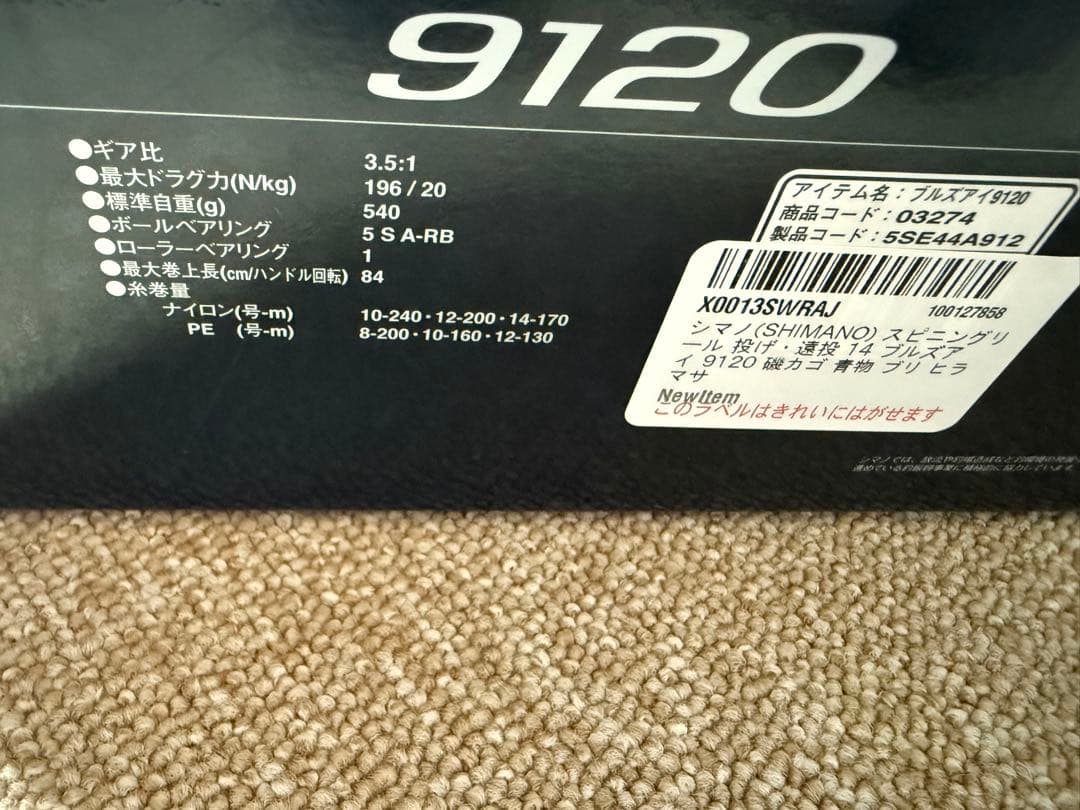 9120
●ギア比 3.5:1
●最大ドラグ力(N/kg) 196 / 20
●標準自重(g) 540
●ボールベアリング 5 S A-RB
●ローラーベアリング 1
●最大巻上長(cm/ハンドル回転) 84
●糸巻量
ナイロン(号-m) 10-240・12-200・14-170
PE (号-m) 8-200・10-160・12-130
アイテム名：ブルズアイ9120
商品コード：03274
製品コード：5SE44A912
X0013SWRAJ 100127858
シマノ(SHIMANO) スピニングリ
ール 投げ・遠投 14 ブルズア
イ 9120 磯カゴ 青物 ブリ ヒラ
マサ
NewItem
このラベルはきれいにはがせます
シマノでは、